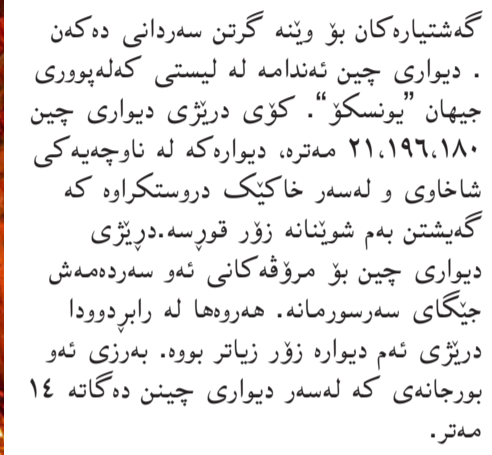 گەشتیارەکان بۆ وێنە گرتن سەردانی دەکەن
. دیواری چین ئەندامە لە لیستی کەلەپووری
جیهان ”یونسکۆ“. کۆی درێژی دیواری چین
٢١،١٩٦،١٨٠ مەترە، دیوارەکە لە ناوچەیەکی
شاخاوی و لەسەر خاکێک دروستکراوە کە
گەیشتن بەم شوێنانە زۆر قورسە.درێژی
دیواری چین بۆ مرۆڤەکانی ئەو سەردەمەش
جێگای سەرسورمانە. هەروەها لە رابردوودا
درێژی ئەم دیوارە زۆر زیاتر بووە. بەرزی ئەو
بورجانەی کە لەسەر دیواری چینن دەگاتە ١٤
مەتر.